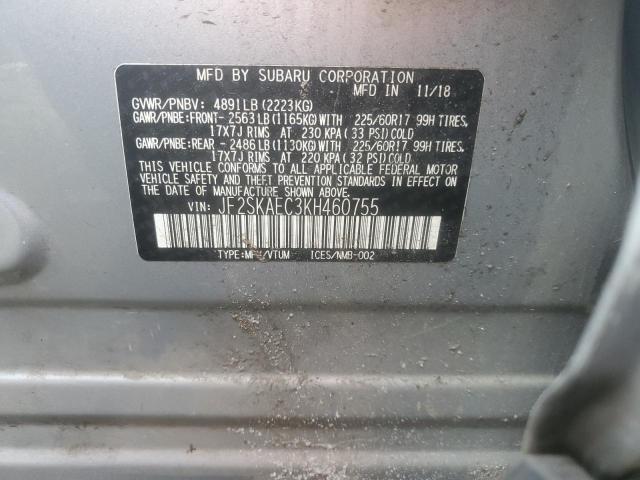 MFD BY SUBARU CORPORATION
MFD IN 11/18
GVWR/PNBV: 4891LB (2223KG)
GAWR/PNBE:FRONT- 2563LB(1165KG)WITH 225/60R17 99H TIRES,
17X7J RIMS AT 230 KPA (33 PSI)COLD
GAWR/PNBE:REAR - 2486LB(1130KG)WITH 225/60R17 99H TIRES,
17X7J RIMS AT 220 KPA (32 PSI)COLD
THIS VEHICLE CONFORMS TO ALL APPLICABLE FEDERAL MOTOR
VEHICLE SAFETY, BUMPER AND THEFT PREVENTION STANDARDS IN EFFECT
ON THE DATE OF MANUFACTURE SHOWN ABOVE.
VIN: JF2SKAEC3KH460755
TYPE:MPV/VTUM ICES/NMB-002